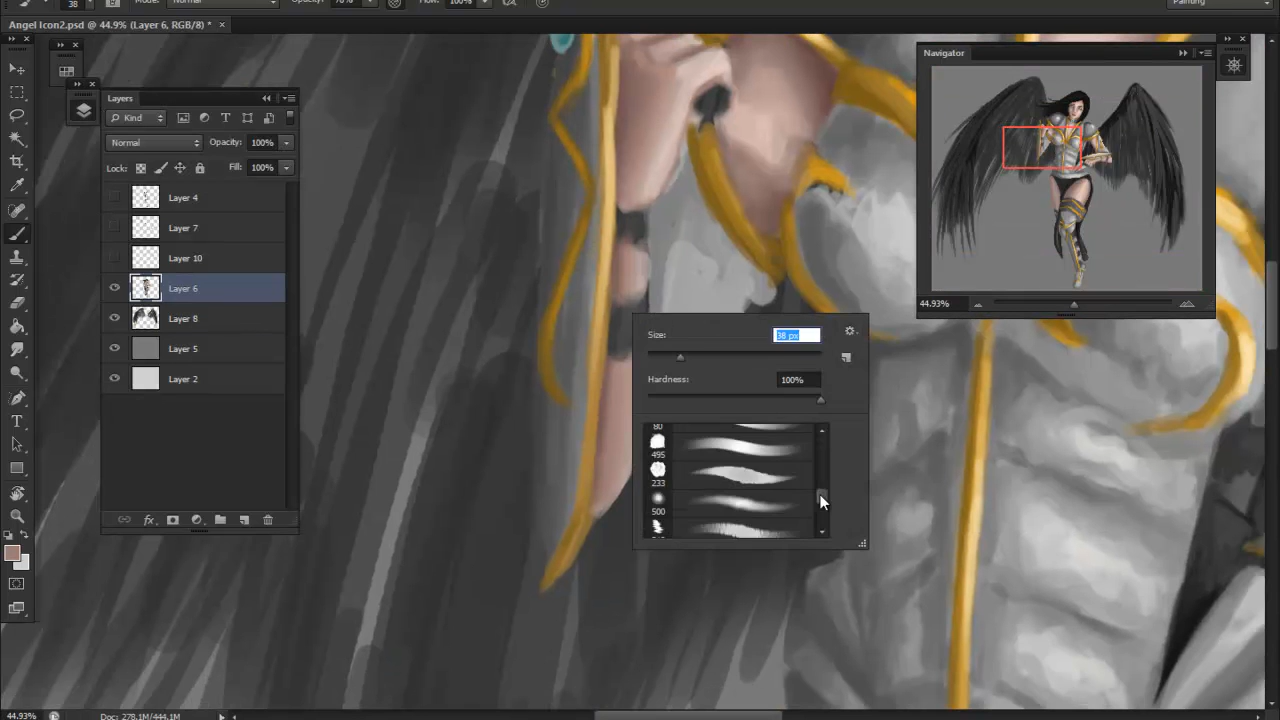 38
Mode:
Opacity:
Flow: 100%
Painting
Angel Icon2.psd @ 44.9% (Layer 6, RGB/8) *
Layers
Kind
Normal
Opacity: 100%
Lock:
Fill: 100%
Layer 4
Layer 7
Layer 10
Layer 6
Layer 8
Layer 5
Layer 2
fx
Navigator
44.93%
Size:
38 px
Hardness:
100%
80
495
233
500
44.93%
Doc: 278.1M/444.1M